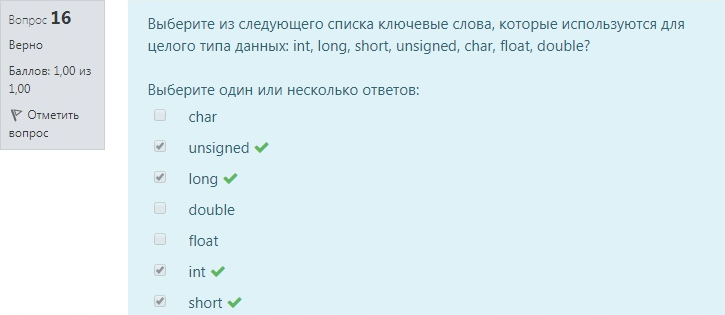 Вопрос 16
Верно
Баллов: 1,00 из
1,00
Отметить
вопрос
Выберите из следующего списка ключевые слова, которые используются для
целого типа данных: int, long, short, unsigned, char, float, double?
Выберите один или несколько ответов:
char
unsigned
long
double
float
int
short